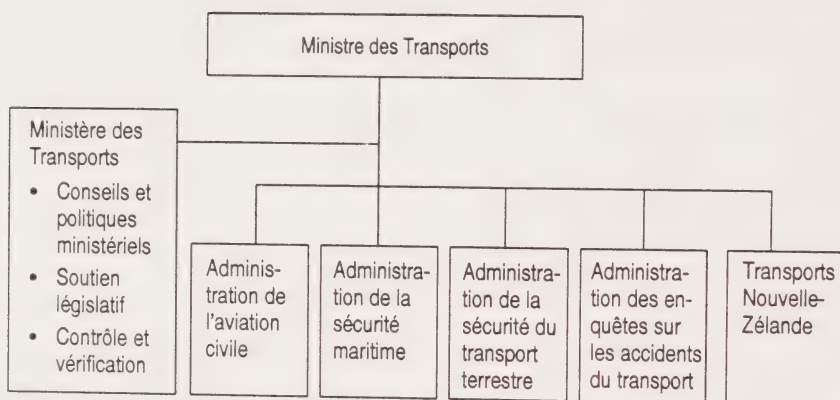 Ministre des Transports
Ministère des
Transports
• Conseils et
politiques
ministériels
• Soutien
législatif
• Contrôle et
vérification
Adminis-
tration de
l'aviation
civile
Administra-
tion de la
sécurité
maritime
Administra-
tion de la
sécurité du
transport
terrestre
Administra-
tion des en-
quêtes sur
les accidents
du transport
Transports
Nouvelle-
Zélande